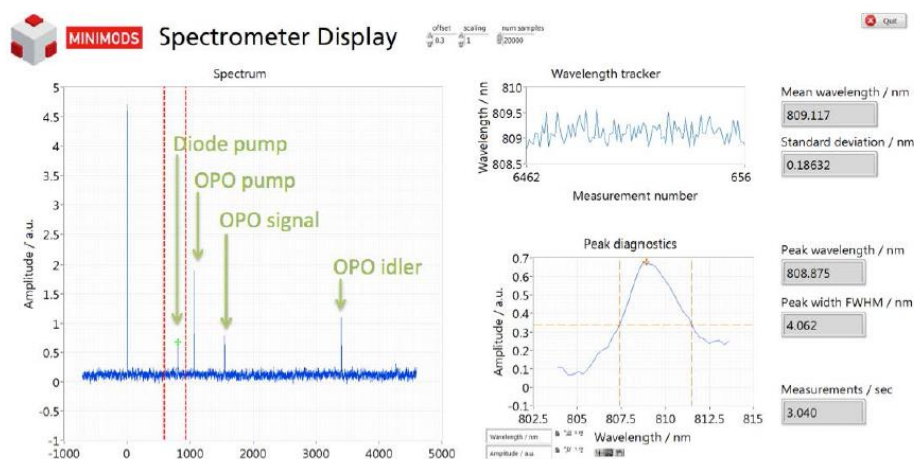 MINIMODS
Spectrometer Display
offset scaling num samples
0.3 1 20000
Quit
Spectrum
5
4.5
4
3.5
3
2.5
2
1.5
1
0.5
0
-0.5
-1
Amplitude / a.u.
-1000 0 1000 2000 3000 4000 5000
Diode pump
OPO pump
OPO signal
OPO idler
Wavelength tracker
Wavelength / nm
810
809.5
809
808.5
6462 656
Measurement number
Mean wavelength / nm
809.117
Standard deviation / nm
0.18632
Peak diagnostics
Amplitude / a.u.
0.7
0.6
0.5
0.4
0.3
0.2
0.1
0
-0.1
802.5 805 807.5 810 812.5 815
Wavelength / nm
Wavelength / nm
Amplitude / a.u.
Peak wavelength / nm
808.875
Peak width FWHM / nm
4.062
Measurements / sec
3.040